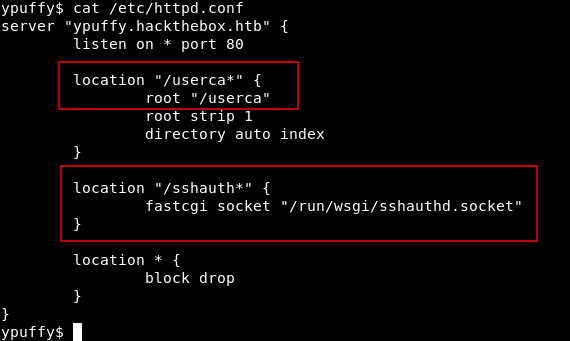 ypuffy$ cat /etc/httpd.conf
server "ypuffy.hackthebox.htb" {
        listen on * port 80

        location "/userca*" {
                root "/userca"
                root strip 1
                directory auto index
        }

        location "/sshauth*" {
                fastcgi socket "/run/wsgi/sshauthd.socket"
        }

        location * {
                block drop
        }
}
ypuffy$